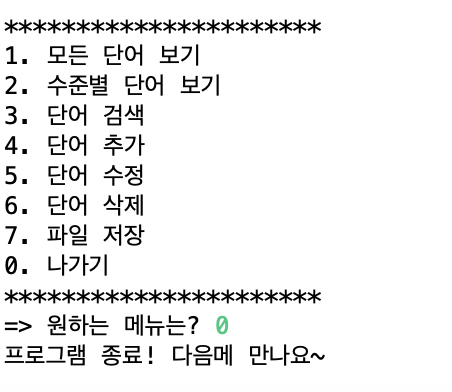 **********************
1. 모든 단어 보기
2. 수준별 단어 보기
3. 단어 검색
4. 단어 추가
5. 단어 수정
6. 단어 삭제
7. 파일 저장
0. 나가기
**********************
=> 원하는 메뉴는? 0
프로그램 종료! 다음메 만나요~